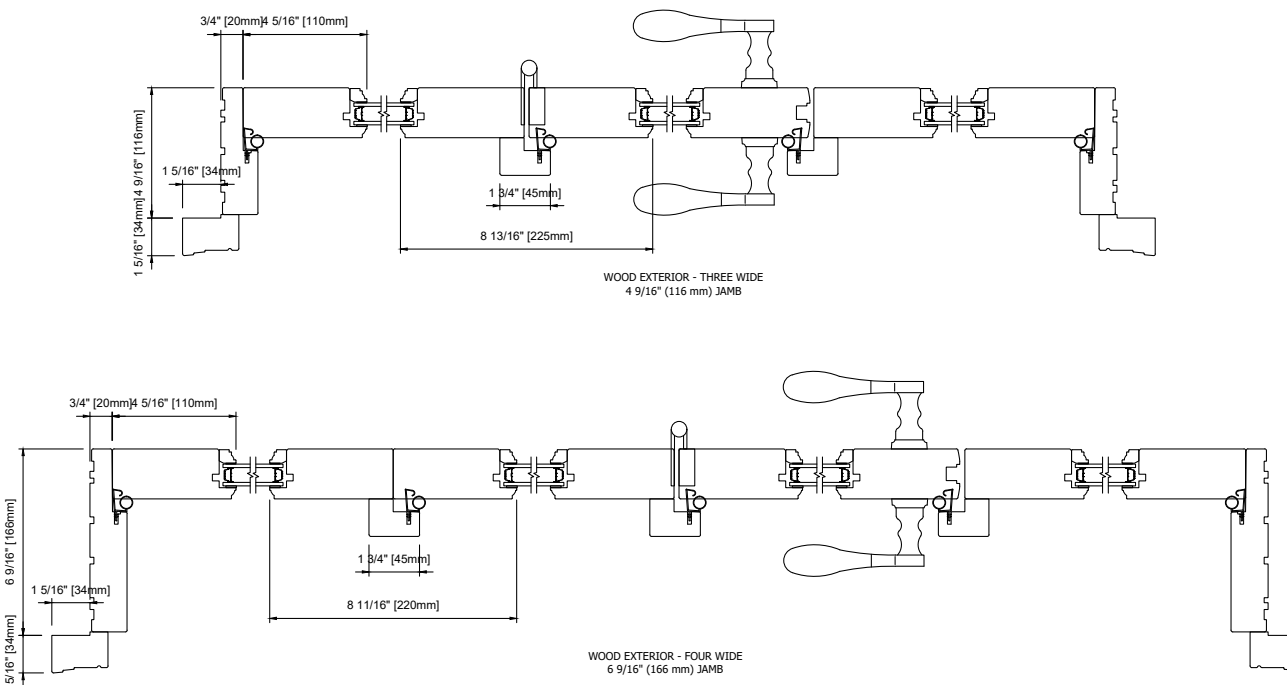 3/4" [20mm]
4 5/16" [110mm]
4 9/16" [116mm]
1 5/16" [34mm]
1 5/16" [34mm]
1 3/4" [45mm]
8 13/16" [225mm]
WOOD EXTERIOR - THREE WIDE
4 9/16" (116 mm) JAMB
3/4" [20mm]
4 5/16" [110mm]
6 9/16" [166mm]
1 5/16" [34mm]
5/16" [34mm]
1 3/4" [45mm]
8 11/16" [220mm]
WOOD EXTERIOR - FOUR WIDE
6 9/16" (166 mm) JAMB